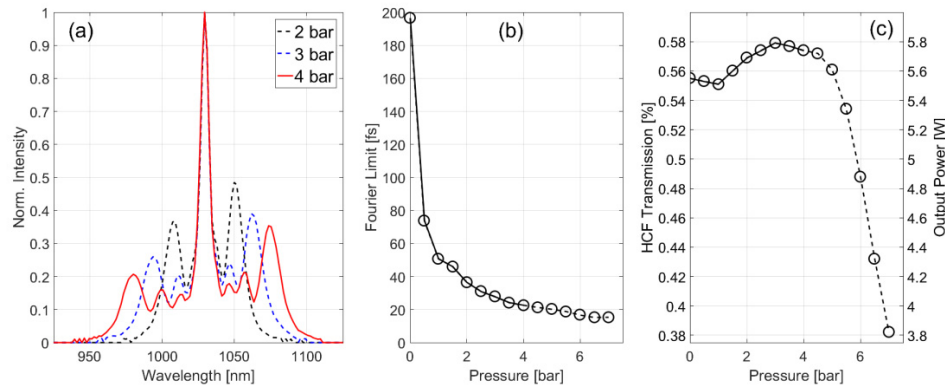 (a)
2 bar
3 bar
4 bar
1
0.9
0.8
0.7
0.6
0.5
0.4
0.3
0.2
0.1
0
Norm. Intensity
950 1000 1050 1100
Wavelength [nm]
(b)
200
180
160
140
120
100
80
60
40
20
0
Fourier Limit [fs]
0 2 4 6
Pressure [bar]
(c)
0.58
0.56
0.54
0.52
0.5
0.48
0.46
0.44
0.42
0.4
0.38
HCF Transmission [%]
5.8
5.6
5.4
5.2
5
4.8
4.6
4.4
4.2
4
3.8
Outout Power [W]
0 2 4 6
Pressure [bar]